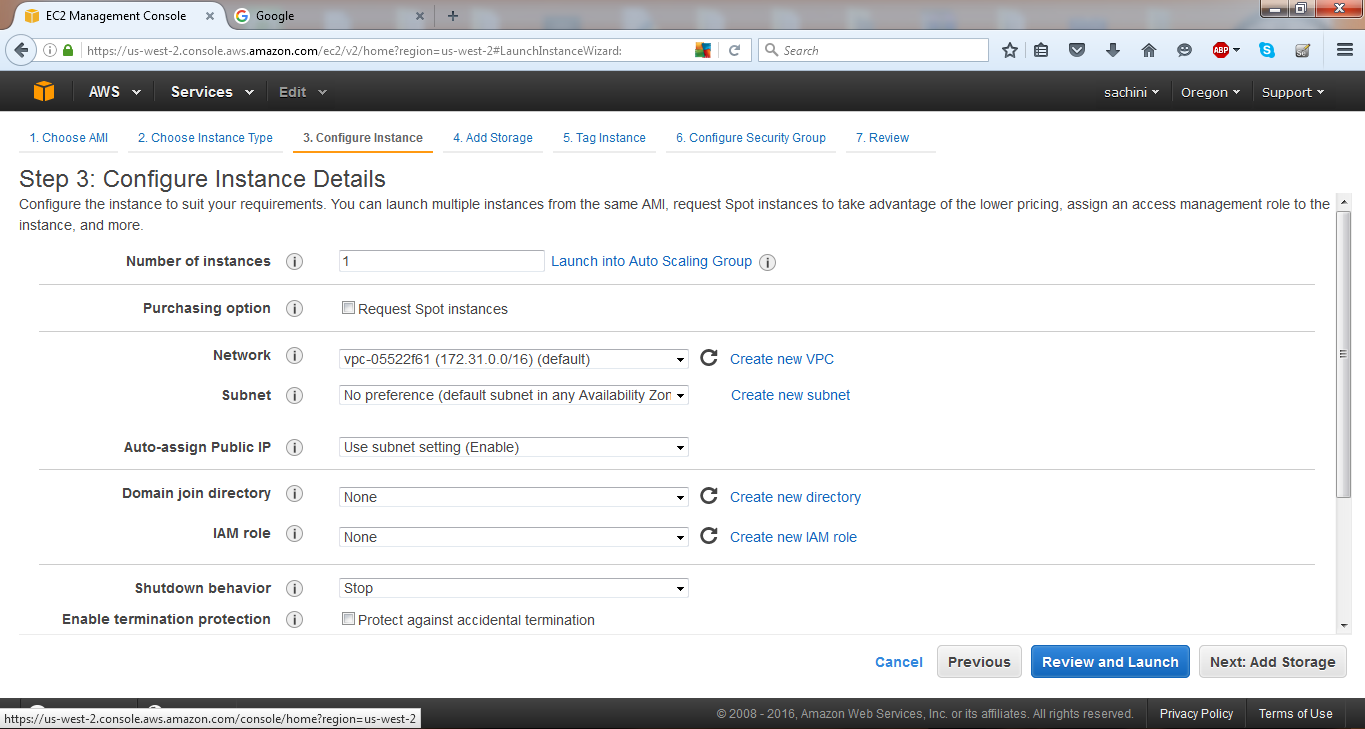 EC2 Management Console
Google
https://us-west-2.console.aws.amazon.com/ec2/v2/home?region=us-west-2#LaunchInstanceWizard:
Search
ABP
AWS Services Edit sachini Oregon Support
1. Choose AMI 2. Choose Instance Type 3. Configure Instance 4. Add Storage 5. Tag Instance 6. Configure Security Group 7. Review
Step 3: Configure Instance Details
Configure the instance to suit your requirements. You can launch multiple instances from the same AMI, request Spot instances to take advantage of the lower pricing, assign an access management role to the
instance, and more.
Number of instances i 1 Launch into Auto Scaling Group i
Purchasing option i Request Spot instances
Network i vpc-05522f61 (172.31.0.0/16) (default) Create new VPC
Subnet i No preference (default subnet in any Availability Zon Create new subnet
Auto-assign Public IP i Use subnet setting (Enable)
Domain join directory i None Create new directory
IAM role i None Create new IAM role
Shutdown behavior i Stop
Enable termination protection i Protect against accidental termination
Cancel Previous Review and Launch Next: Add Storage
https://us-west-2.console.aws.amazon.com/console/home?region=us-west-2
© 2008 - 2016, Amazon Web Services, Inc. or its affiliates. All rights reserved. Privacy Policy Terms of Use